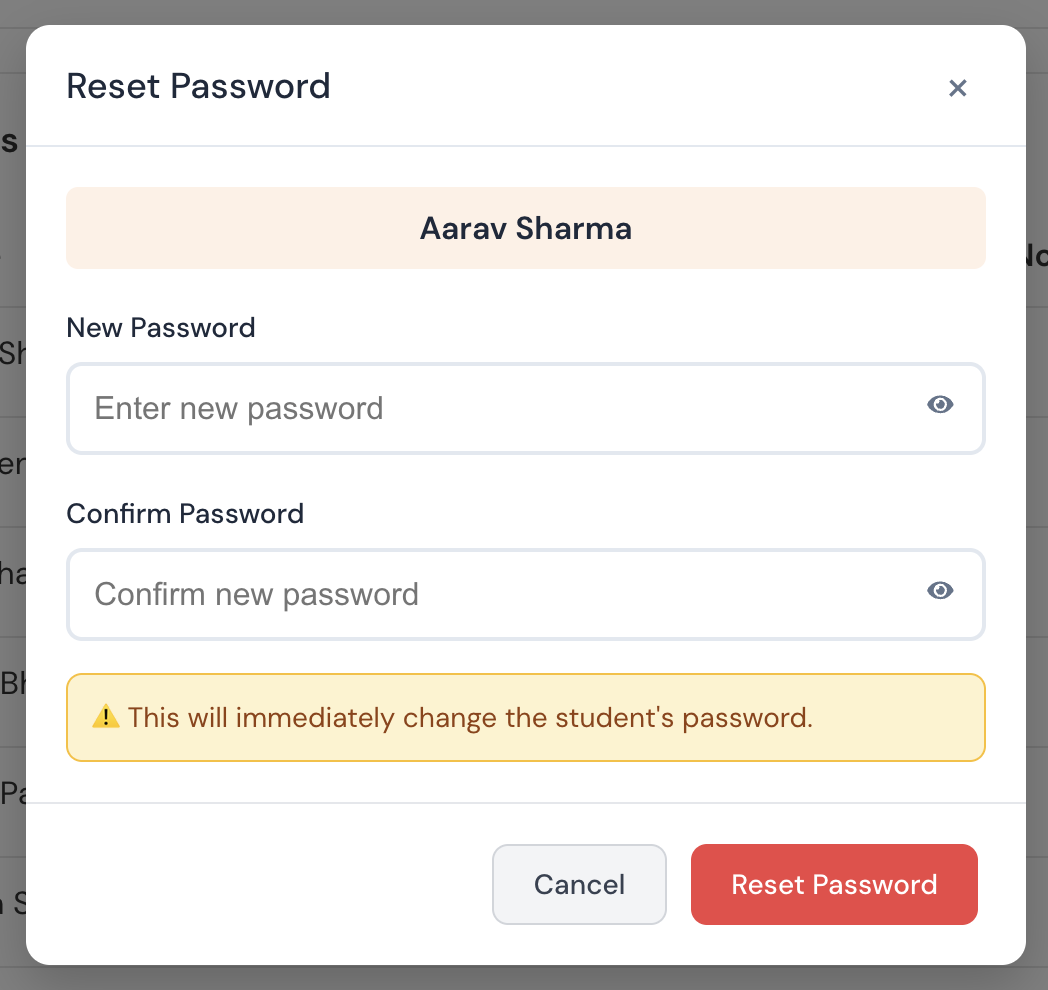 Reset Password
×
Aarav Sharma
New Password
Enter new password
Confirm Password
Confirm new password
⚠️ This will immediately change the student's password.
Cancel
Reset Password